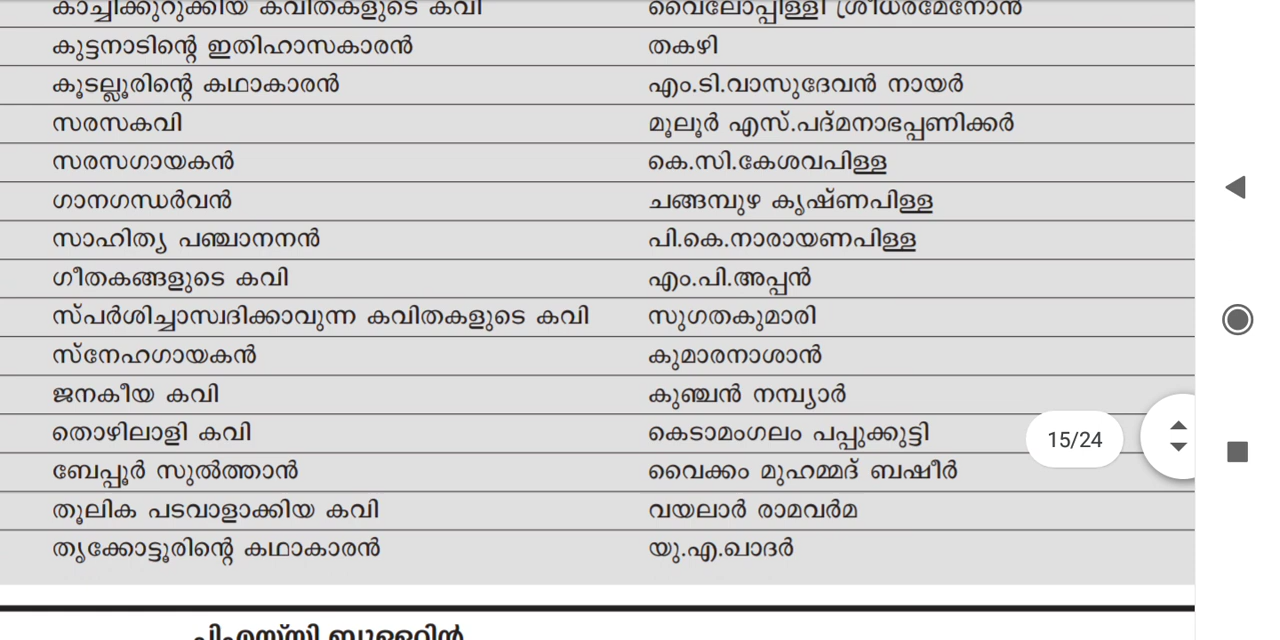 കാച്ചിക്കുറുക്കിയ കവിതകളുടെ കവി വൈലോപ്പിള്ളി ശ്രീധരമേനോൻ
കുട്ടനാടിന്റെ ഇതിഹാസകാരൻ തകഴി
കൂടല്ലൂരിന്റെ കഥാകാരൻ എം.ടി.വാസുദേവൻ നായർ
സരസകവി മൂലൂർ എസ്.പദ്മനാഭപ്പണിക്കർ
സരസഗായകൻ കെ.സി.കേശവപിള്ള
ഗാനഗന്ധർവൻ ചങ്ങമ്പുഴ കൃഷ്ണപിള്ള
സാഹിത്യ പഞ്ചാനനൻ പി.കെ.നാരായണപിള്ള
ഗീതകങ്ങളുടെ കവി എം.പി.അപ്പൻ
സ്പർശിച്ചാസ്വദിക്കാവുന്ന കവിതകളുടെ കവി സുഗതകുമാരി
സ്നേഹഗായകൻ കുമാരനാശാൻ
ജനകീയ കവി കുഞ്ചൻ നമ്പ്യാർ
തൊഴിലാളി കവി കെടാമംഗലം പപ്പുക്കുട്ടി
15/24
ബേപ്പൂർ സുൽത്താൻ വൈക്കം മുഹമ്മദ് ബഷീർ
തൂലിക പടവാളാക്കിയ കവി വയലാർ രാമവർമ
തൃക്കോട്ടൂരിന്റെ കഥാകാരൻ യു.എ.ഖാദർ
പിഎസ്‌സി ബുള്ളറ്റിൻ